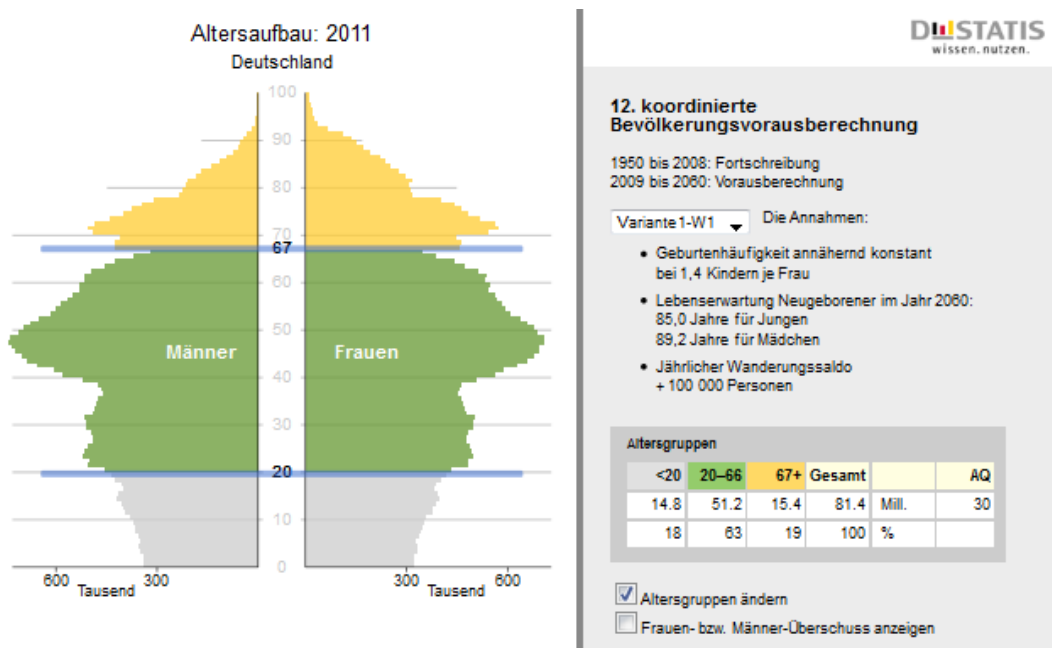 Altersaufbau: 2011
Deutschland
100
90
80
70
67
60
50
Männer
Frauen
40
30
20
10
0
600
300
300
600
Tausend
Tausend
DESTATIS
wissen.nutzen.
12. koordinierte
Bevölkerungsvorausberechnung
1950 bis 2008: Fortschreibung
2009 bis 2060: Vorausberechnung
Variante 1-W1 Die Annahmen:
• Geburtenhäufigkeit annähernd konstant
bei 1,4 Kindern je Frau
• Lebenserwartung Neugeborener im Jahr 2060:
85,0 Jahre für Jungen
89,2 Jahre für Mädchen
• Jährlicher Wanderungssaldo
+ 100 000 Personen
Altersgruppen
<20 20–66 67+ Gesamt AQ
14.8 51.2 15.4 81.4 Mill. 30
18 63 19 100 %
Altersgruppen ändern
Frauen- bzw. Männer-Überschuss anzeigen